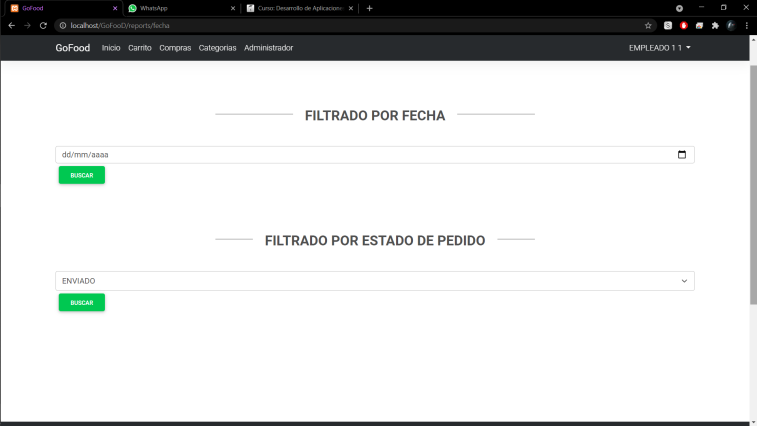 GoFood
WhatsApp
Curso: Desarrollo de Aplicacione
localhost/GoFooD/reports/fecha
GoFood Inicio Carrito Compras Categorias Administrador EMPLEADO 1 1
FILTRADO POR FECHA
dd/mm/aaaa
BUSCAR
FILTRADO POR ESTADO DE PEDIDO
ENVIADO
BUSCAR